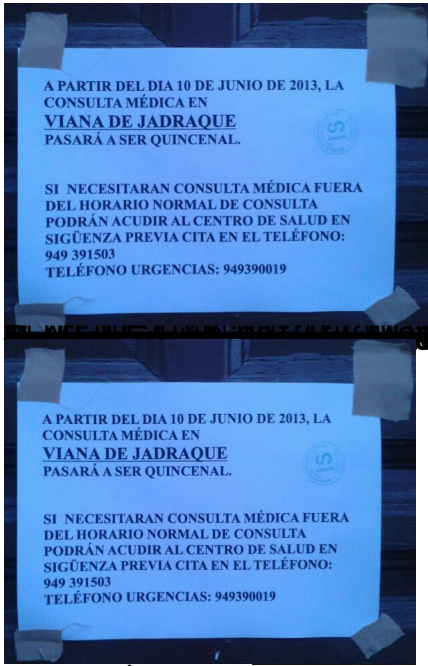 A PARTIR DEL DIA 10 DE JUNIO DE 2013, LA
CONSULTA MÉDICA EN
VIANA DE JADRAQUE
PASARÁ A SER QUINCENAL.
SI NECESITARAN CONSULTA MÉDICA FUERA
DEL HORARIO NORMAL DE CONSULTA
PODRÁN ACUDIR AL CENTRO DE SALUD EN
SIGÜENZA PREVIA CITA EN EL TELÉFONO:
949 391503
TELÉFONO URGENCIAS: 949390019
A PARTIR DEL DIA 10 DE JUNIO DE 2013, LA
CONSULTA MÉDICA EN
VIANA DE JADRAQUE
PASARÁ A SER QUINCENAL.
SI NECESITARAN CONSULTA MÉDICA FUERA
DEL HORARIO NORMAL DE CONSULTA
PODRÁN ACUDIR AL CENTRO DE SALUD EN
SIGÜENZA PREVIA CITA EN EL TELÉFONO:
949 391503
TELÉFONO URGENCIAS: 949390019